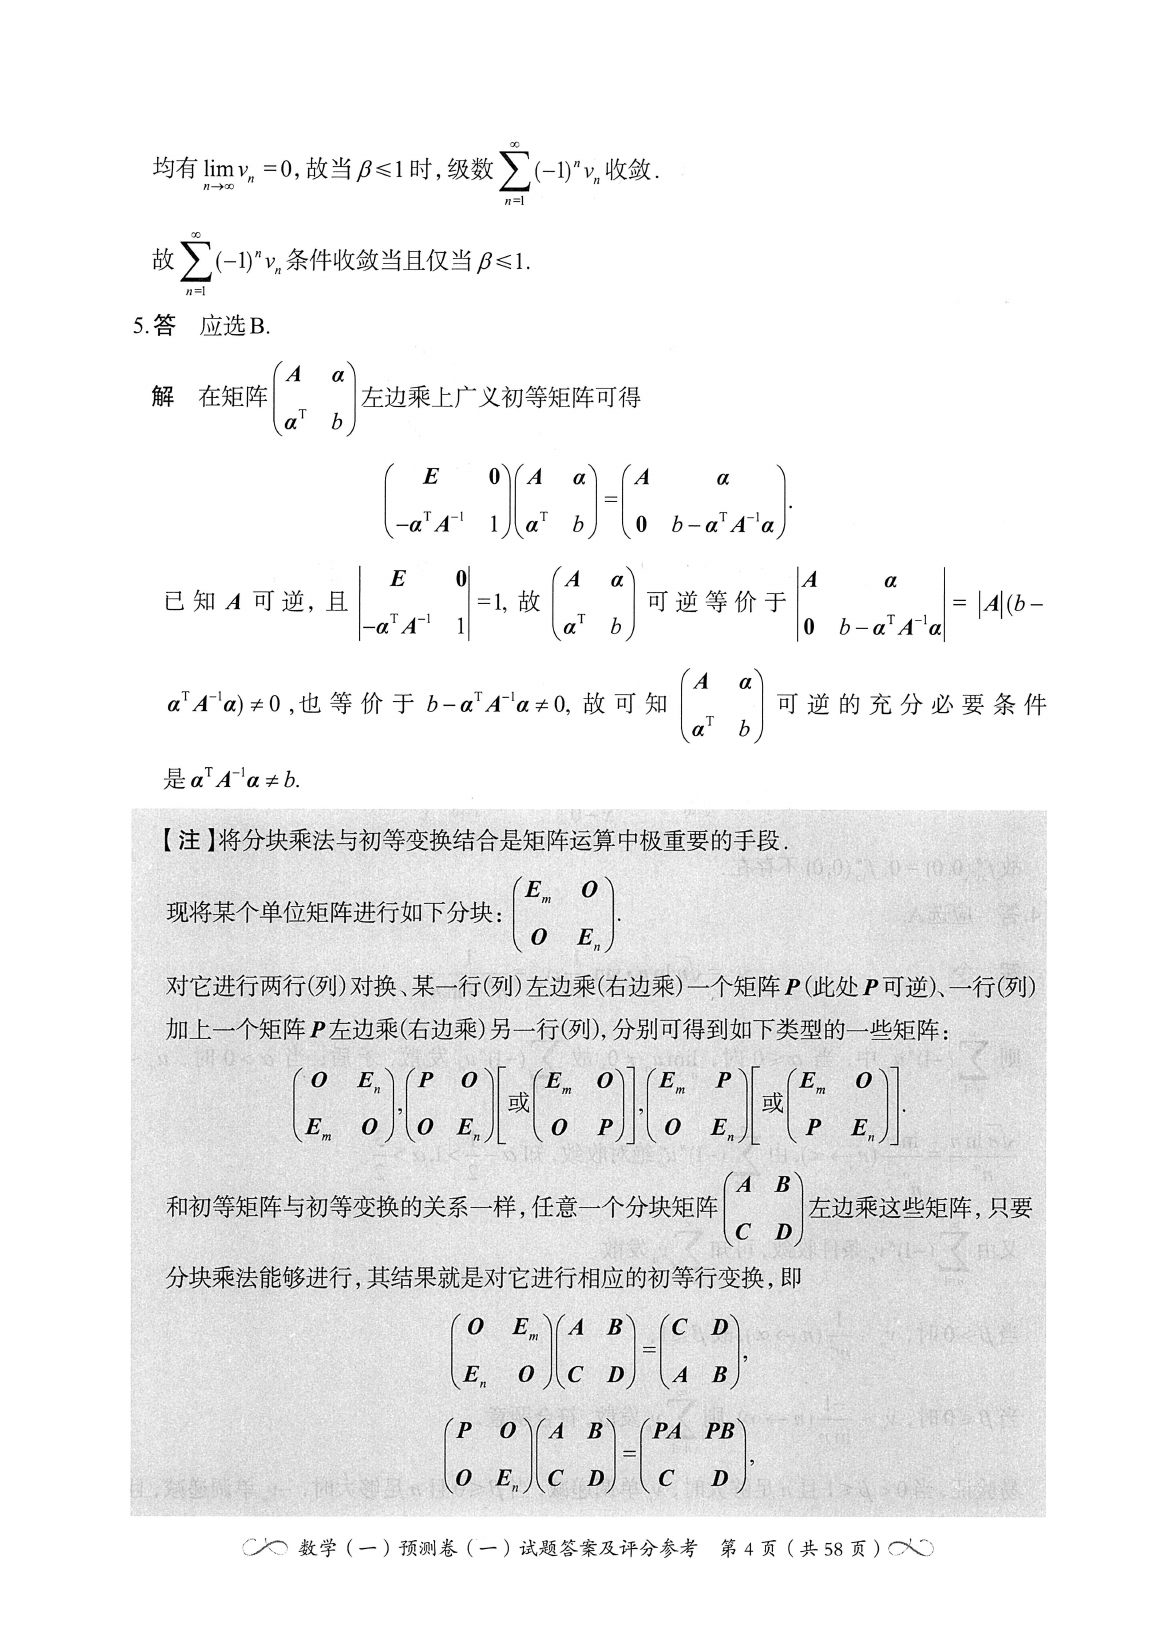 均有 $\lim\limits_{n\to\infty} v_n = 0$, 故当 $\beta \leqslant 1$ 时, 级数 $\sum\limits_{n=1}^{\infty} (-1)^n v_n$ 收敛.
故 $\sum\limits_{n=1}^{\infty} (-1)^n v_n$ 条件收敛当且仅当 $\beta \leqslant 1$.
5.答 应选 B.
解 在矩阵 $\begin{pmatrix} A & \alpha \\ \alpha^T & b \end{pmatrix}$ 左边乘上广义初等矩阵可得
$\begin{pmatrix} E & 0 \\ -\alpha^T A^{-1} & 1 \end{pmatrix} \begin{pmatrix} A & \alpha \\ \alpha^T & b \end{pmatrix} = \begin{pmatrix} A & \alpha \\ 0 & b-\alpha^T A^{-1}\alpha \end{pmatrix}.$
已知 $A$ 可逆, 且 $\begin{vmatrix} E & 0 \\ -\alpha^T A^{-1} & 1 \end{vmatrix} = 1$, 故 $\begin{pmatrix} A & \alpha \\ \alpha^T & b \end{pmatrix}$ 可逆等价于 $\begin{vmatrix} A & \alpha \\ 0 & b-\alpha^T A^{-1}\alpha \end{vmatrix} = |A|(b-$
$\alpha^T A^{-1}\alpha) \neq 0$ ,也等价于 $b-\alpha^T A^{-1}\alpha \neq 0$, 故可知 $\begin{pmatrix} A & \alpha \\ \alpha^T & b \end{pmatrix}$ 可逆的充分必要条件
是 $\alpha^T A^{-1}\alpha \neq b$.
【注】将分块乘法与初等变换结合是矩阵运算中极重要的手段.
现将某个单位矩阵进行如下分块: $\begin{pmatrix} E_m & O \\ O & E_n \end{pmatrix}.$
对它进行两行(列)对换、某一行(列)左边乘(右边乘)一个矩阵 $P$ (此处 $P$ 可逆)、一行(列)
加上一个矩阵 $P$ 左边乘(右边乘)另一行(列), 分别可得到如下类型的一些矩阵:
$\begin{pmatrix} O & E_n \\ E_m & O \end{pmatrix}, \begin{pmatrix} P & O \\ O & E_n \end{pmatrix} \left[ 或 \begin{pmatrix} E_m & O \\ O & P \end{pmatrix} \right], \begin{pmatrix} E_m & P \\ O & E_n \end{pmatrix} \left[ 或 \begin{pmatrix} E_m & O \\ P & E_n \end{pmatrix} \right].$
和初等矩阵与初等变换的关系一样, 任意一个分块矩阵 $\begin{pmatrix} A & B \\ C & D \end{pmatrix}$ 左边乘这些矩阵, 只要
分块乘法能够进行, 其结果就是对它进行相应的初等行变换, 即
$\begin{pmatrix} O & E_m \\ E_n & O \end{pmatrix} \begin{pmatrix} A & B \\ C & D \end{pmatrix} = \begin{pmatrix} C & D \\ A & B \end{pmatrix},$
$\begin{pmatrix} P & O \\ O & E_n \end{pmatrix} \begin{pmatrix} A & B \\ C & D \end{pmatrix} = \begin{pmatrix} PA & PB \\ C & D \end{pmatrix},$
数学(一)预测卷(一)试题答案及评分参考 第 4 页(共 58 页)